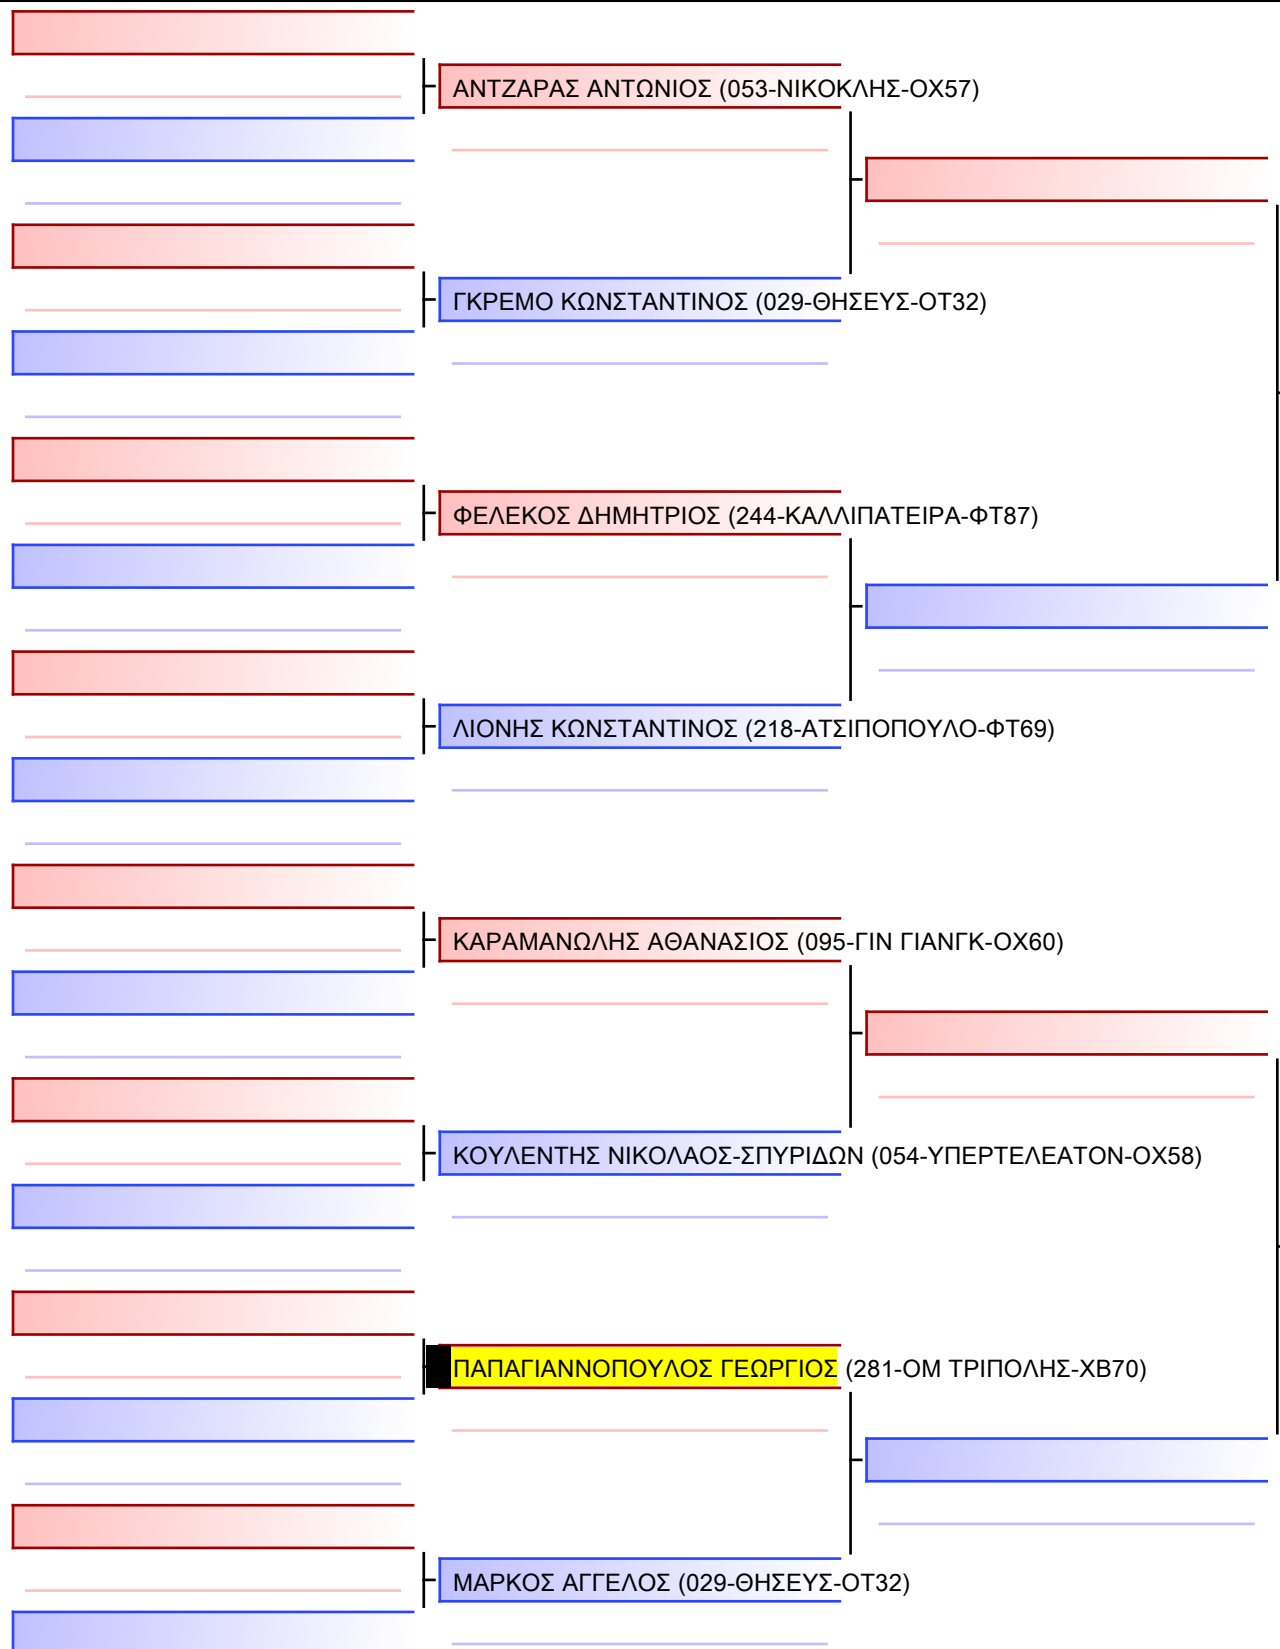 ΑΝΤΖΑΡΑΣ ΑΝΤΩΝΙΟΣ (053-ΝΙΚΟΚΛΗΣ-ΟΧ57)
ΓΚΡΕΜΟ ΚΩΝΣΤΑΝΤΙΝΟΣ (029-ΘΗΣΕΥΣ-ΟΤ32)
ΦΕΛΕΚΟΣ ΔΗΜΗΤΡΙΟΣ (244-ΚΑΛΛΙΠΑΤΕΙΡΑ-ΦΤ87)
ΛΙΟΝΗΣ ΚΩΝΣΤΑΝΤΙΝΟΣ (218-ΑΤΣΙΠΟΠΟΥΛΟ-ΦΤ69)
ΚΑΡΑΜΑΝΩΛΗΣ ΑΘΑΝΑΣΙΟΣ (095-ΓΙΝ ΓΙΑΝΓΚ-ΟΧ60)
ΚΟΥΛΕΝΤΗΣ ΝΙΚΟΛΑΟΣ-ΣΠΥΡΙΔΩΝ (054-ΥΠΕΡΤΕΛΕΑΤΟΝ-ΟΧ58)
ΠΑΠΑΓΙΑΝΝΟΠΟΥΛΟΣ ΓΕΩΡΓΙΟΣ (281-ΟΜ ΤΡΙΠΟΛΗΣ-ΧΒ70)
ΜΑΡΚΟΣ ΑΓΓΕΛΟΣ (029-ΘΗΣΕΥΣ-ΟΤ32)